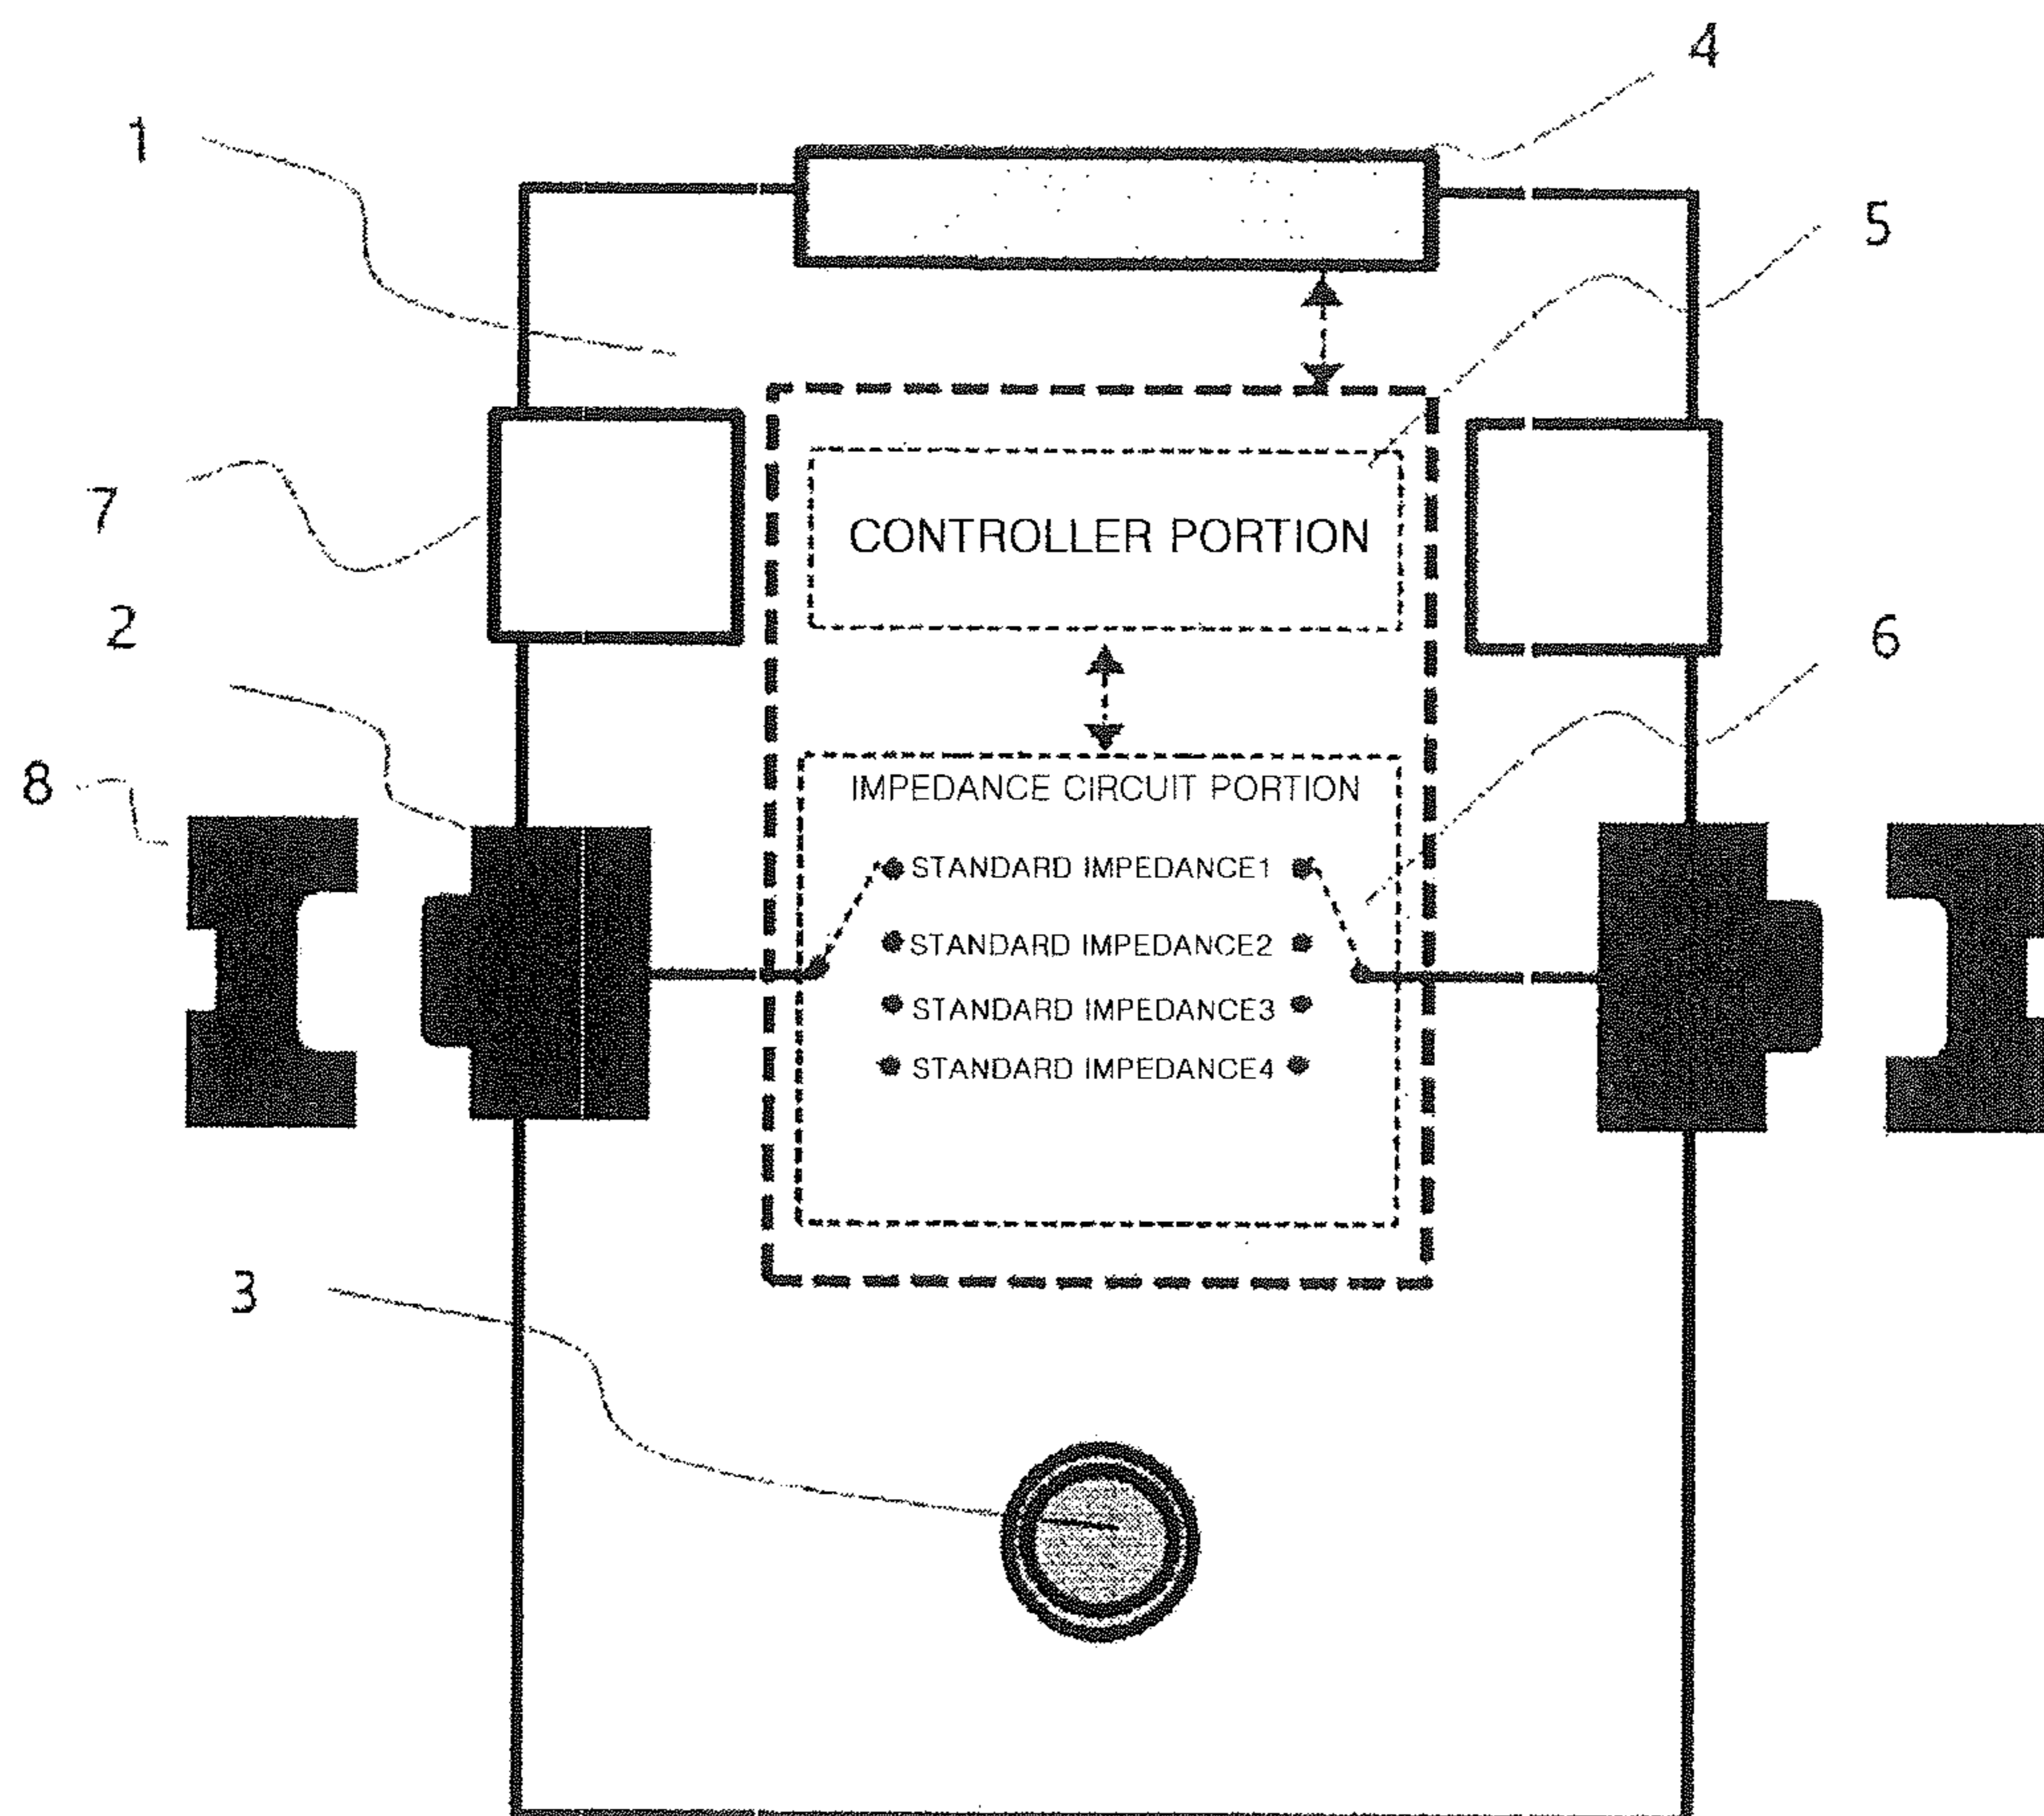 4
1
5
7
CONTROLLER PORTION
2
6
8
IMPEDANCE CIRCUIT PORTION
STANDARD IMPEDANCE1
STANDARD IMPEDANCE2
STANDARD IMPEDANCE3
STANDARD IMPEDANCE4
3